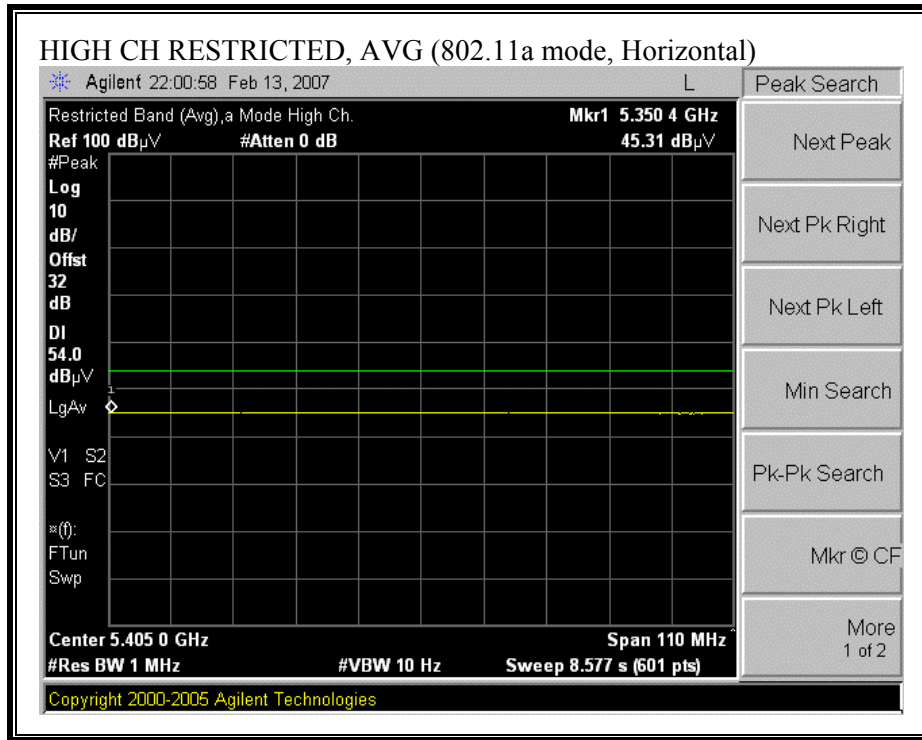 HIGH CH RESTRICTED, AVG (802.11a mode, Horizontal)
Agilent 22:00:58 Feb 13, 2007 L
Peak Search
Restricted Band (Avg),a Mode High Ch. Mkr1 5.350 4 GHz
Ref 100 dBµV #Atten 0 dB 45.31 dBµV
#Peak
Log
10
dB/
Offst
32
dB
DI
54.0
dBµV
1
LgAv
V1 S2
S3 FC
¤(f):
FTun
Swp
Center 5.405 0 GHz Span 110 MHz^
#Res BW 1 MHz #VBW 10 Hz Sweep 8.577 s (601 pts)
Copyright 2000-2005 Agilent Technologies
Next Peak
Next Pk Right
Next Pk Left
Min Search
Pk-Pk Search
Mkr © CF
More
1 of 2